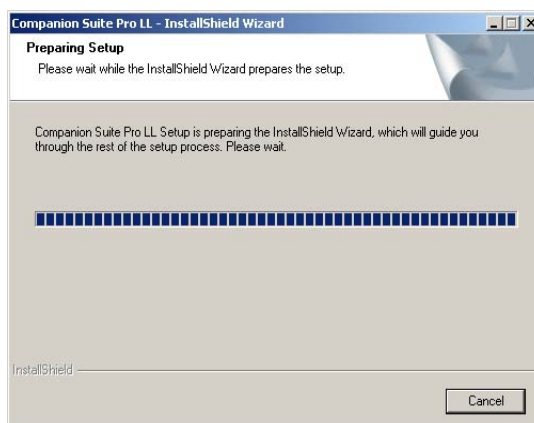 Companion Suite Pro LL - InstallShield Wizard
Preparing Setup
Please wait while the InstallShield Wizard prepares the setup.
Companion Suite Pro LL Setup is preparing the InstallShield Wizard, which will guide you
through the rest of the setup process. Please wait.
InstallShield
Cancel